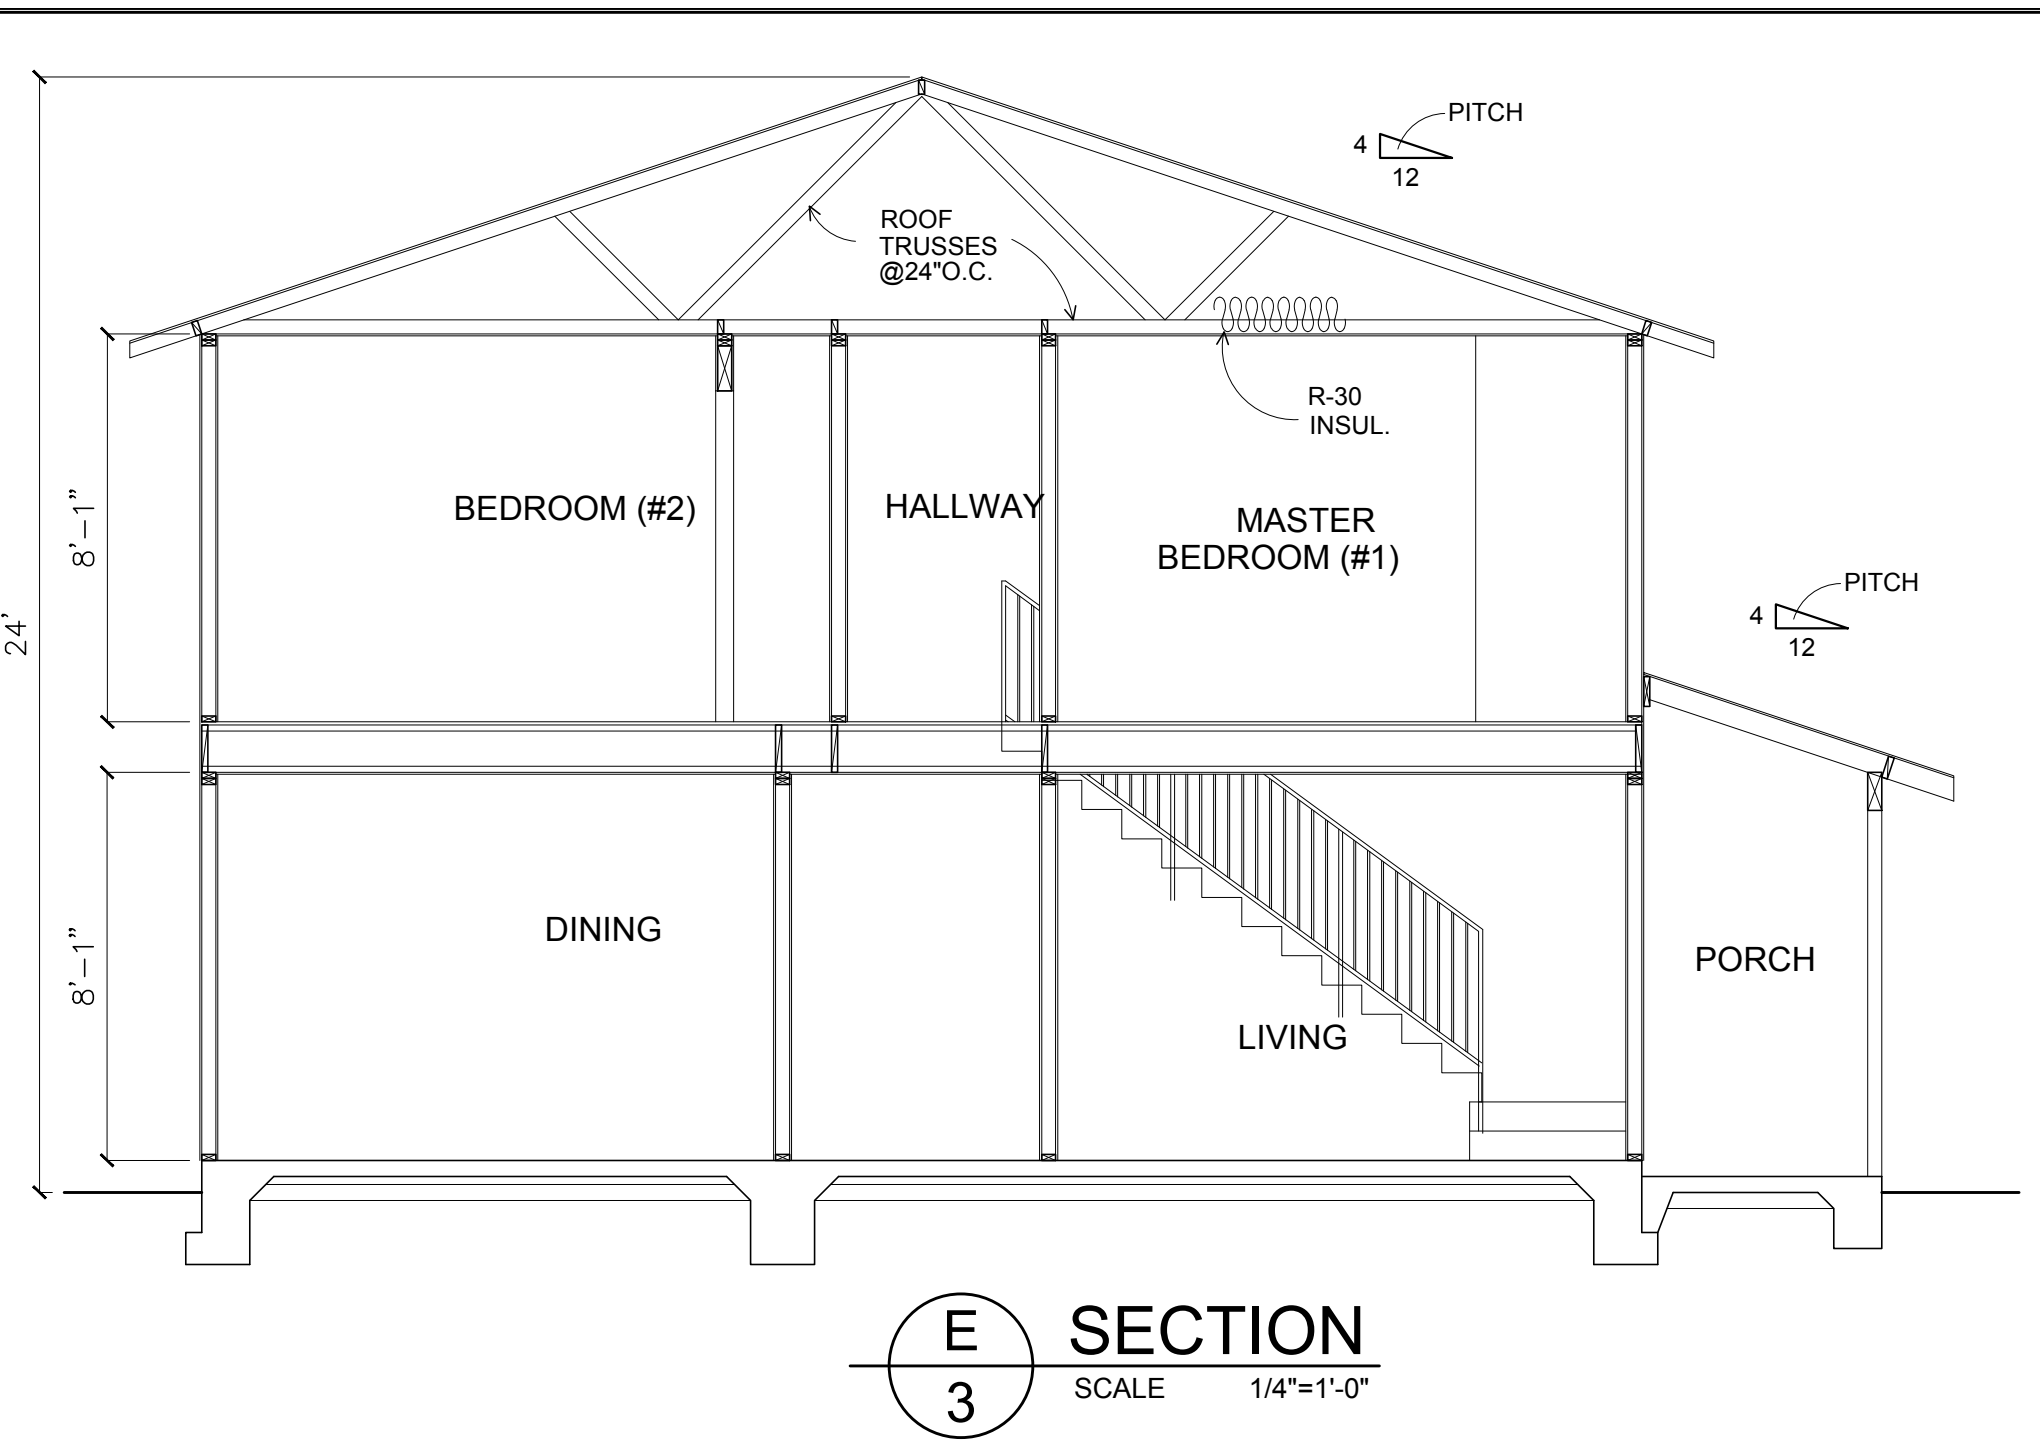 PITCH
4
12
ROOF
TRUSSES
@24"O.C.
R-30
INSUL.
8'-1"
BEDROOM (#2)
HALLWAY
MASTER
BEDROOM (#1)
24'
PITCH
4
12
8'-1"
DINING
LIVING
PORCH
E
3
SECTION
SCALE 1/4"=1'-0"